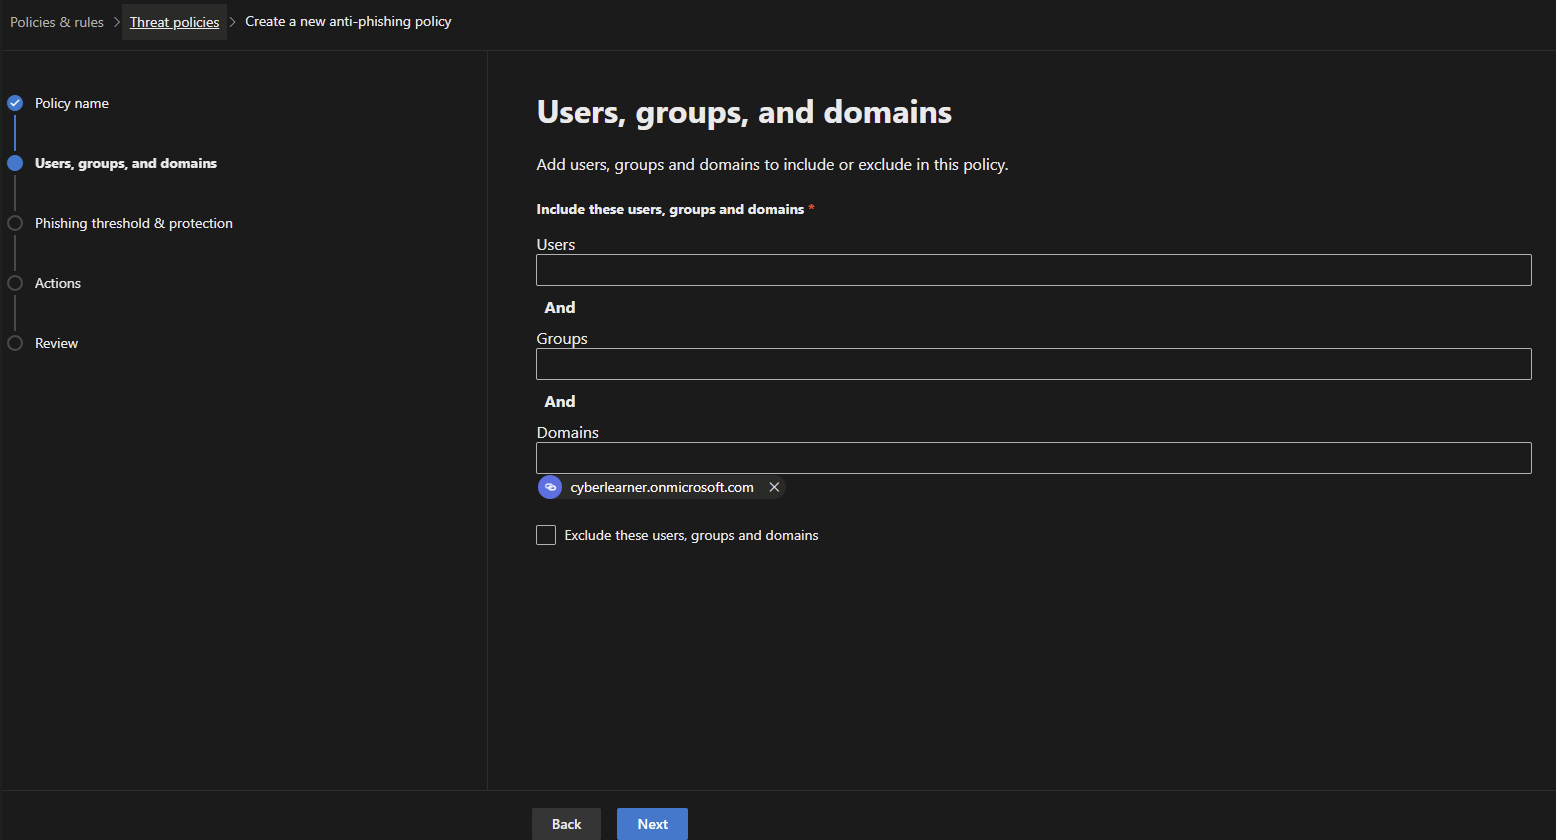 Policies & rules > Threat policies > Create a new anti-phishing policy
Policy name
Users, groups, and domains
Phishing threshold & protection
Actions
Review
Users, groups, and domains
Add users, groups and domains to include or exclude in this policy.
Include these users, groups and domains *
Users
And
Groups
And
Domains
cyberlearner.onmicrosoft.com
Exclude these users, groups and domains
Back Next